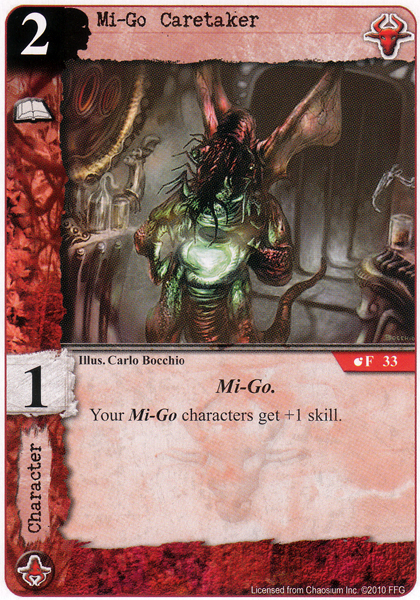 2
Mi-Go Caretaker
Illus. Carlo Bocchio
F 33
1
Mi-Go.
Your Mi-Go characters get +1 skill.
Character
Licensed from Chaosium Inc. ©2010 FFG